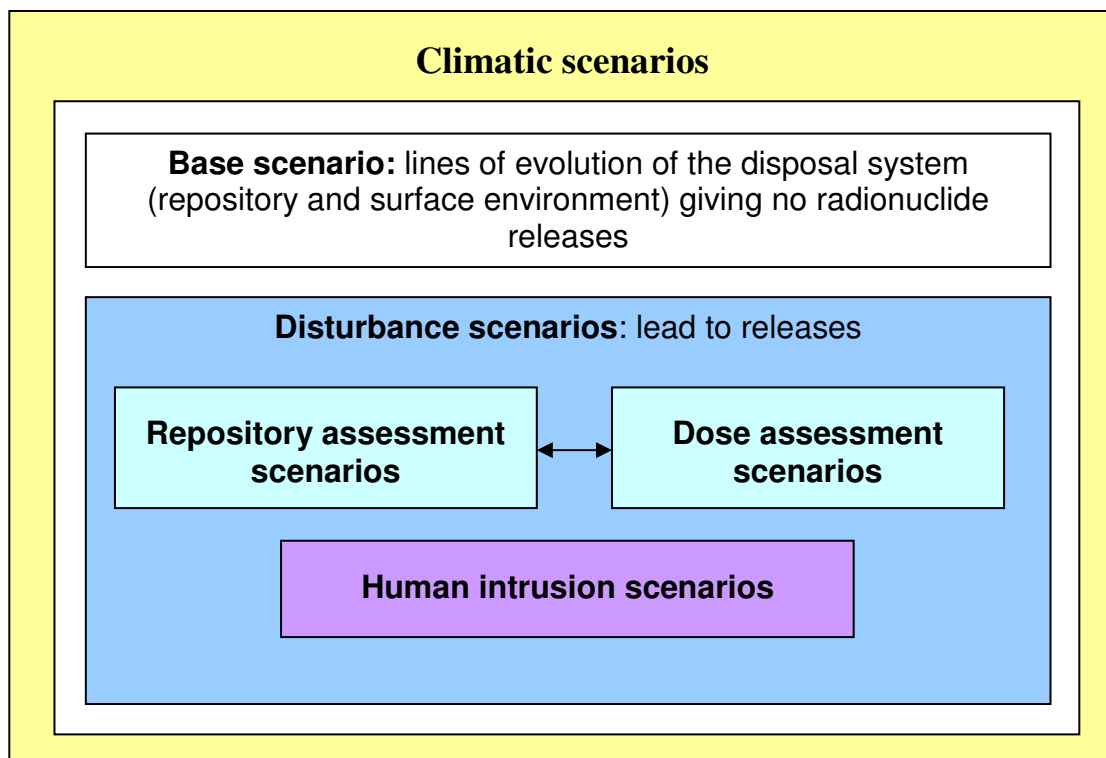 Climatic scenarios
Base scenario: lines of evolution of the disposal system
(repository and surface environment) giving no radionuclide
releases
Disturbance scenarios: lead to releases
Repository assessment
scenarios
Dose assessment
scenarios
Human intrusion scenarios